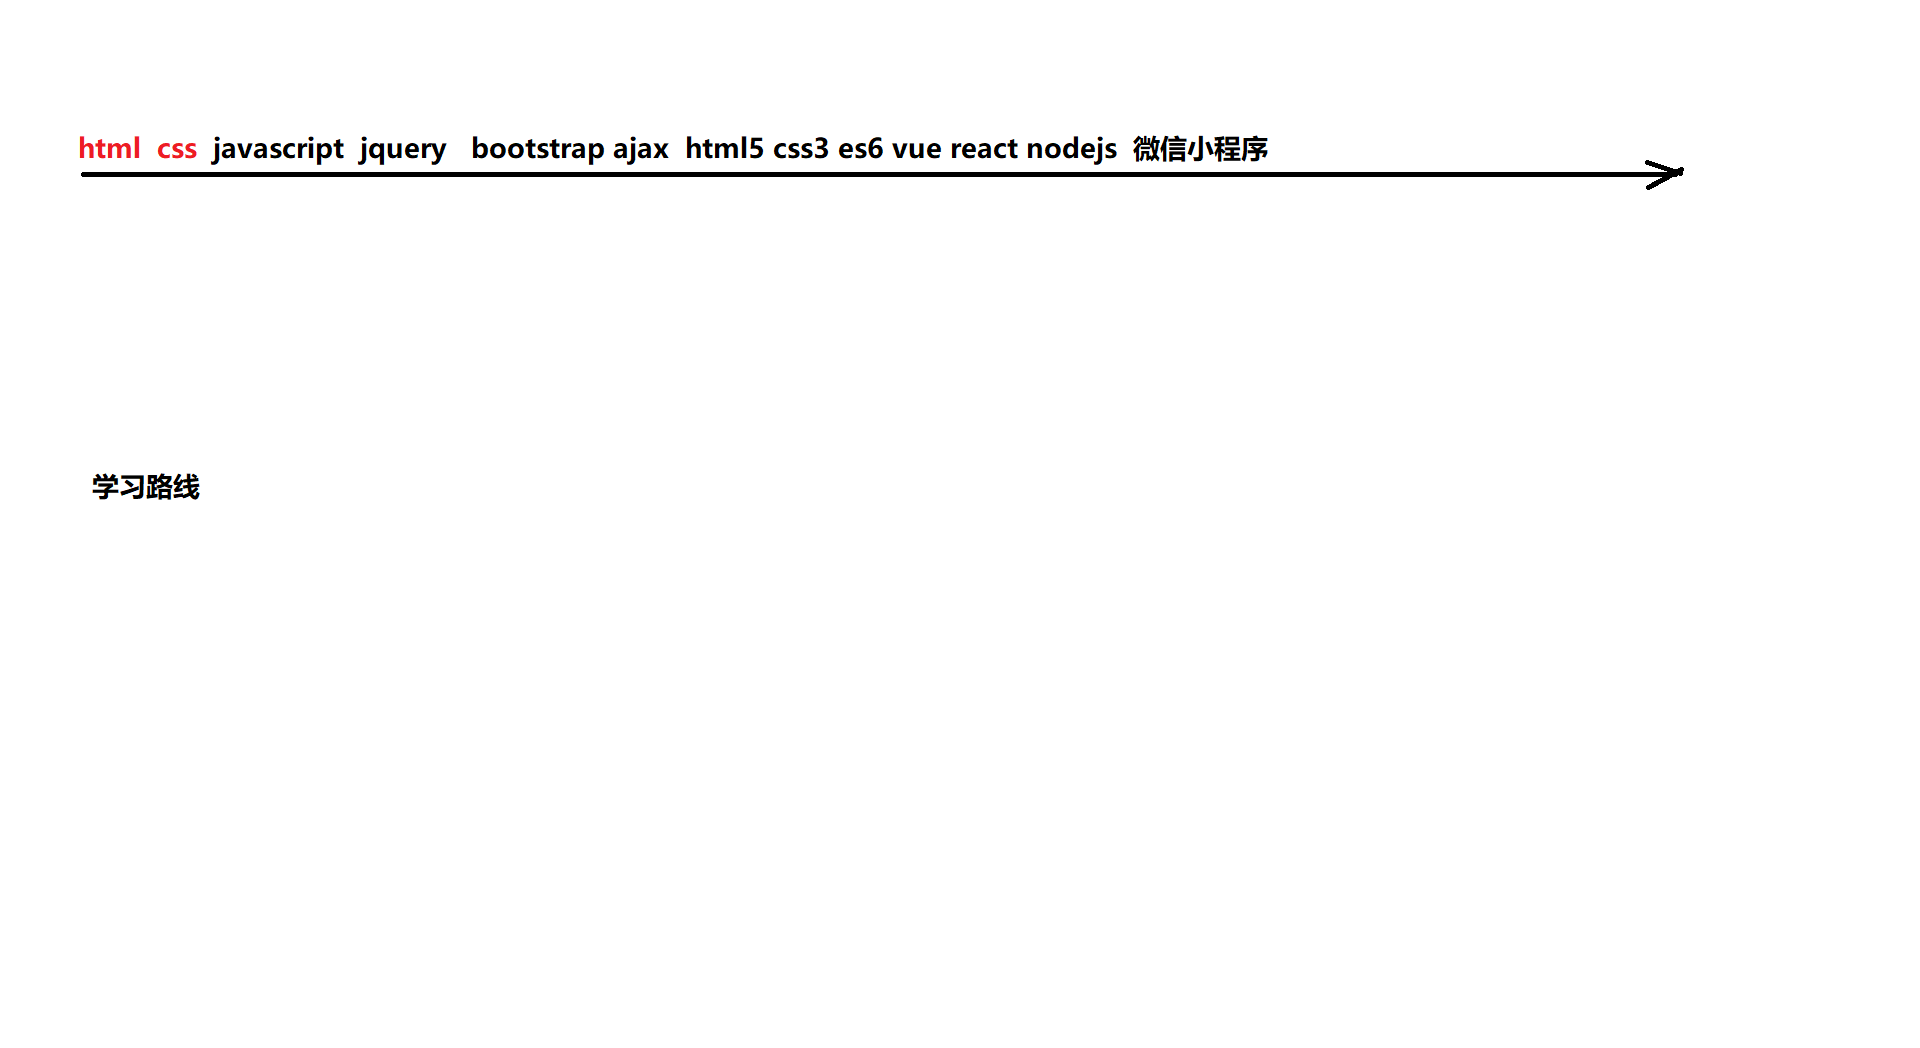 html css javascript jquery bootstrap ajax html5 css3 es6 vue react nodejs 微信小程序
学习路线